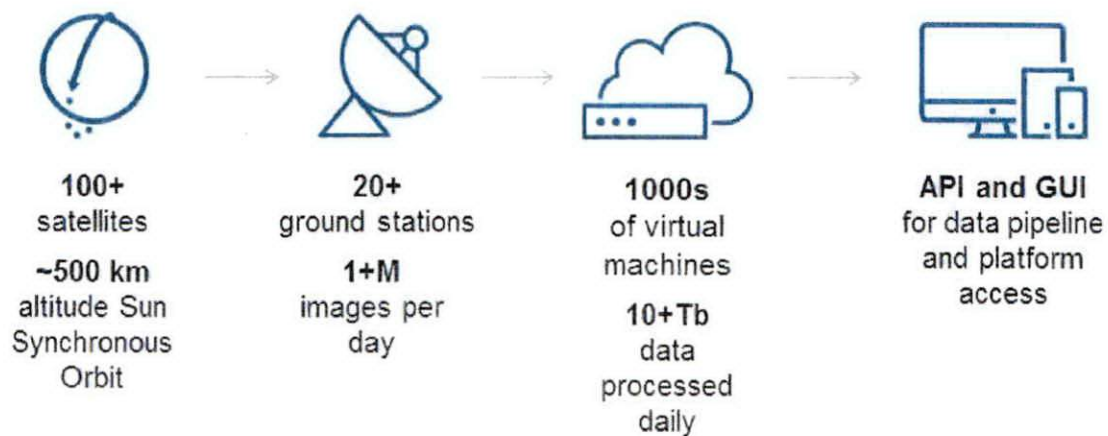 100+
satellites
~500 km
altitude Sun
Synchronous
Orbit
20+
ground stations
1+M
images per
day
1000s
of virtual
machines
10+Tb
data
processed
daily
API and GUI
for data pipeline
and platform
access